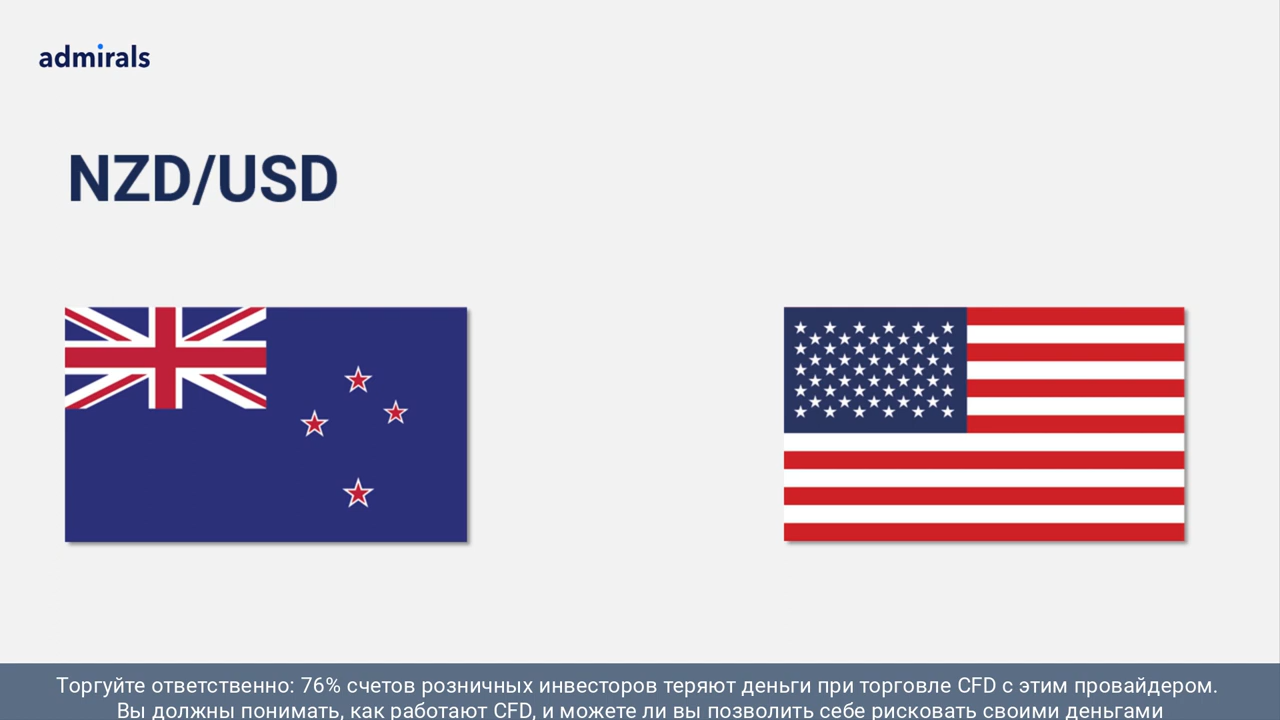 admirals
NZD/USD
Торгуйте ответственно: 76% счетов розничных инвесторов теряют деньги при торговле CFD с этим провайдером.
Вы должны понимать, как работают CFD, и можете ли вы позволить себе рисковать своими деньгами